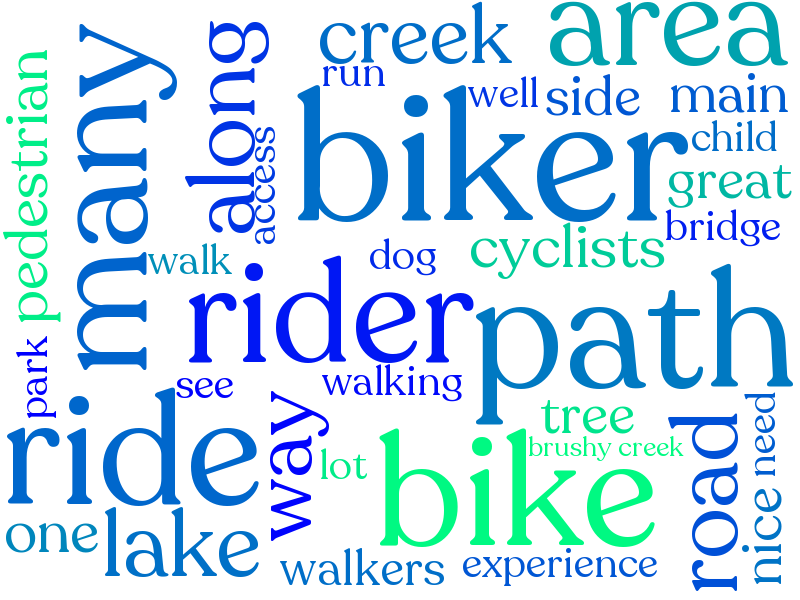 creek
area
along
run
many
pedestrian
well
side
main
biker
child
access
great
bridge
cyclists
walk
dog
rider
path
park
see
walking
ride
way
tree
road
need
lot
bike
brushy creek
nice
one
lake
walkers
experience